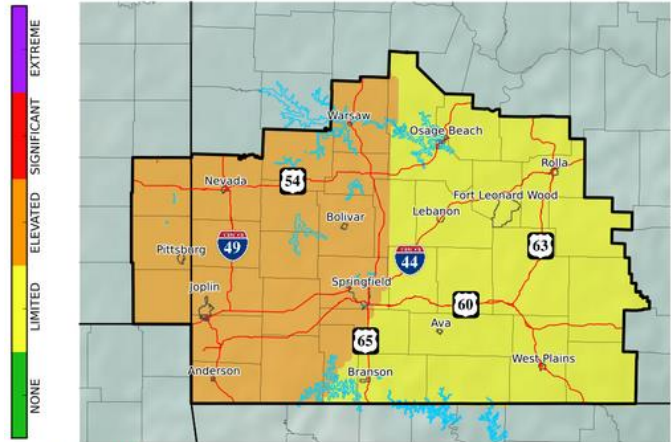 EXTREME
SIGNIFICANT
ELEVATED
LIMITED
NONE
Warsaw
Osage Beach
Rolla
Nevada
54
Fort Leonard Wood
Bolivar
Lebanon
49
44
63
Pittsburg
Joplin
Springfield
60
65
Ava
Anderson
Branson
West Plains